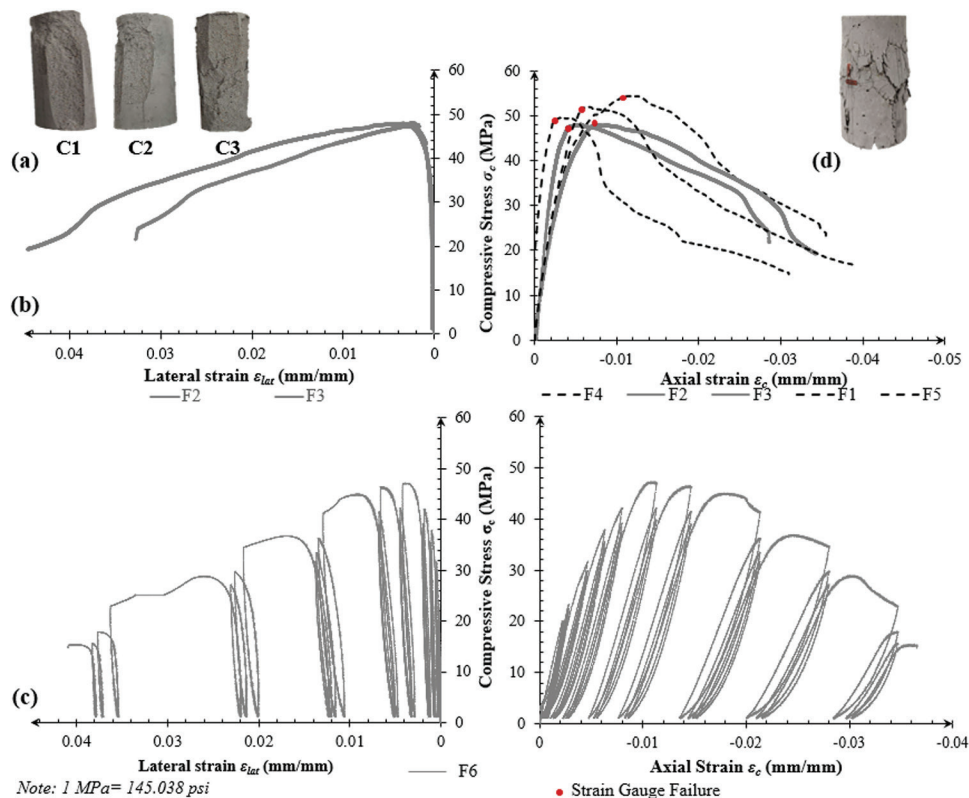 C1 C2 C3
(a)
(b)
(d)
60
50
40
30
20
10
0
Compressive Stress σc (MPa)
60
50
40
30
20
10
0
0.04 0.03 0.02 0.01 0
Lateral strain εlat (mm/mm)
F2 F3
0 -0.01 -0.02 -0.03 -0.04 -0.05
Axial strain εc (mm/mm)
F4 F2 F3 F1 F5
(c)
60
50
40
30
20
10
0
Compressive Stress σc (MPa)
60
50
40
30
20
10
0
0.04 0.03 0.02 0.01 0
Lateral strain εlat (mm/mm)
0 -0.01 -0.02 -0.03 -0.04
Axial Strain εc (mm/mm)
F6
Note: 1 MPa= 145.038 psi
Strain Gauge Failure